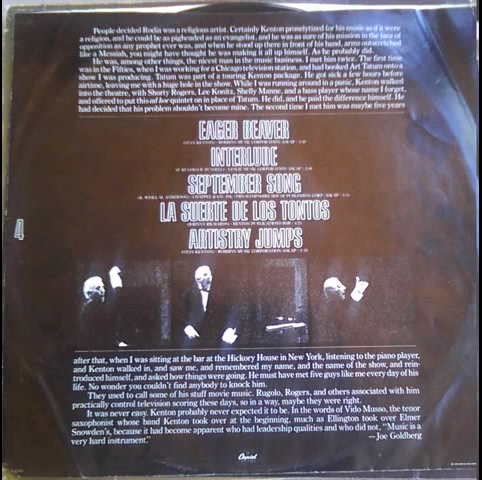 People decided Rodia was a religious artist. Certainly Kenton proselytized for his music as if it were
a religion, and he could be as pigheaded as an evangelist, and he was as sure of his mission in the face of
opposition as any prophet ever was, and when he stood up there in front of his band, arms outstretched
like a Messiah, you might have thought he was making it all up himself. As he probably did.
He was, among other things, the nicest man in the music business. I met him twice. The first time
was in the Fifties, when I was working for a Chicago television station, and had booked Art Tatum onto a
show I was producing. Tatum was part of a touring Kenton package. He got sick a few hours before
airtime, leaving me with a huge hole in the show. While I was running around in a panic, Kenton walked
into the theatre, with Shorty Rogers, Lee Konitz, Shelly Manne, and a bass player whose name I forget,
and offered to put this ad hoc quintet on in place of Tatum. He did, and he paid the difference himself. He
had decided that his problem shouldn't become mine. The second time I met him was maybe five years
EAGER BEAVER
(STAN KENTON) • ROBBINS MUSIC CORPORATION/ASCAP
INTERLUDE
SEPTEMBER SONG
LA SUERTE DE LOS TONTOS
ARTISTRY JUMPS
(STAN KENTON) • ROBBINS MUSIC CORPORATION/ASCAP
4
after that, when I was sitting at the bar at the Hickory House in New York, listening to the piano player,
and Kenton walked in, and saw me, and remembered my name, and the name of the show, and rein-
troduced himself, and asked how things were going. He must have met five guys like me every day of his
life. No wonder you couldn't find anybody to knock him.
They used to call some of his stuff movie music. Rugolo, Rogers, and others associated with him
practically control television scoring these days, so in a way, maybe they were right.
It was never easy. Kenton probably never expected it to be. In the words of Vido Musso, the tenor
saxophonist whose band Kenton took over at the beginning, much as Ellington took over Elmer
Snowden's, because it had become apparent who had leadership qualities and who did not, "Music is a
very hard instrument."
—Joe Goldberg
Capitol